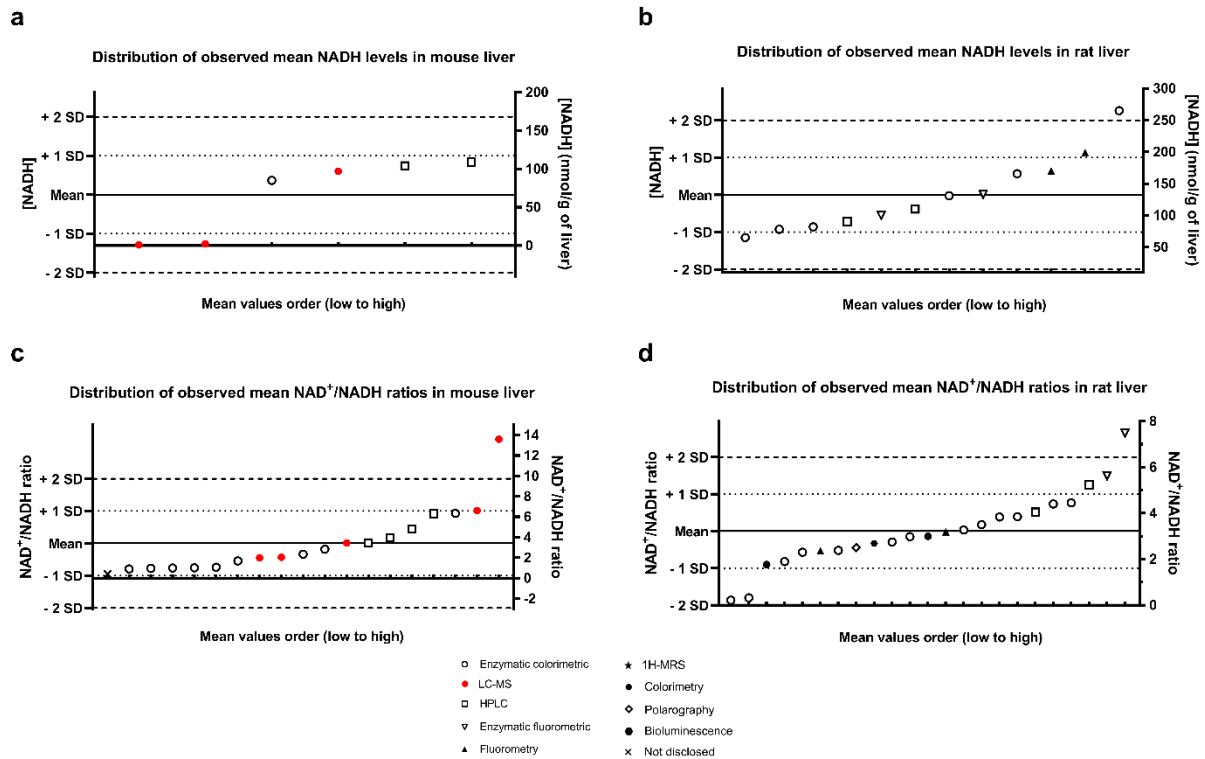 a
Distribution of observed mean NADH levels in mouse liver
[NADH]
+ 2 SD
+ 1 SD
Mean
- 1 SD
- 2 SD
200
150
100
50
0
[NADH] (nmol/g of liver)
Mean values order (low to high)
b
Distribution of observed mean NADH levels in rat liver
[NADH]
+ 2 SD
+ 1 SD
Mean
- 1 SD
- 2 SD
300
250
200
150
100
50
[NADH] (nmol/g of liver)
Mean values order (low to high)
c
Distribution of observed mean NAD⁺/NADH ratios in mouse liver
NAD⁺/NADH ratio
+ 2 SD
+ 1 SD
Mean
- 1 SD
- 2 SD
14
12
10
8
6
4
2
0
-2
NAD⁺/NADH ratio
Mean values order (low to high)
d
Distribution of observed mean NAD⁺/NADH ratios in rat liver
NAD⁺/NADH ratio
+ 2 SD
+ 1 SD
Mean
- 1 SD
- 2 SD
8
6
4
2
0
NAD⁺/NADH ratio
Mean values order (low to high)
Enzymatic colorimetric
LC-MS
HPLC
Enzymatic fluorometric
Fluorometry
1H-MRS
Colorimetry
Polarography
Bioluminescence
Not disclosed